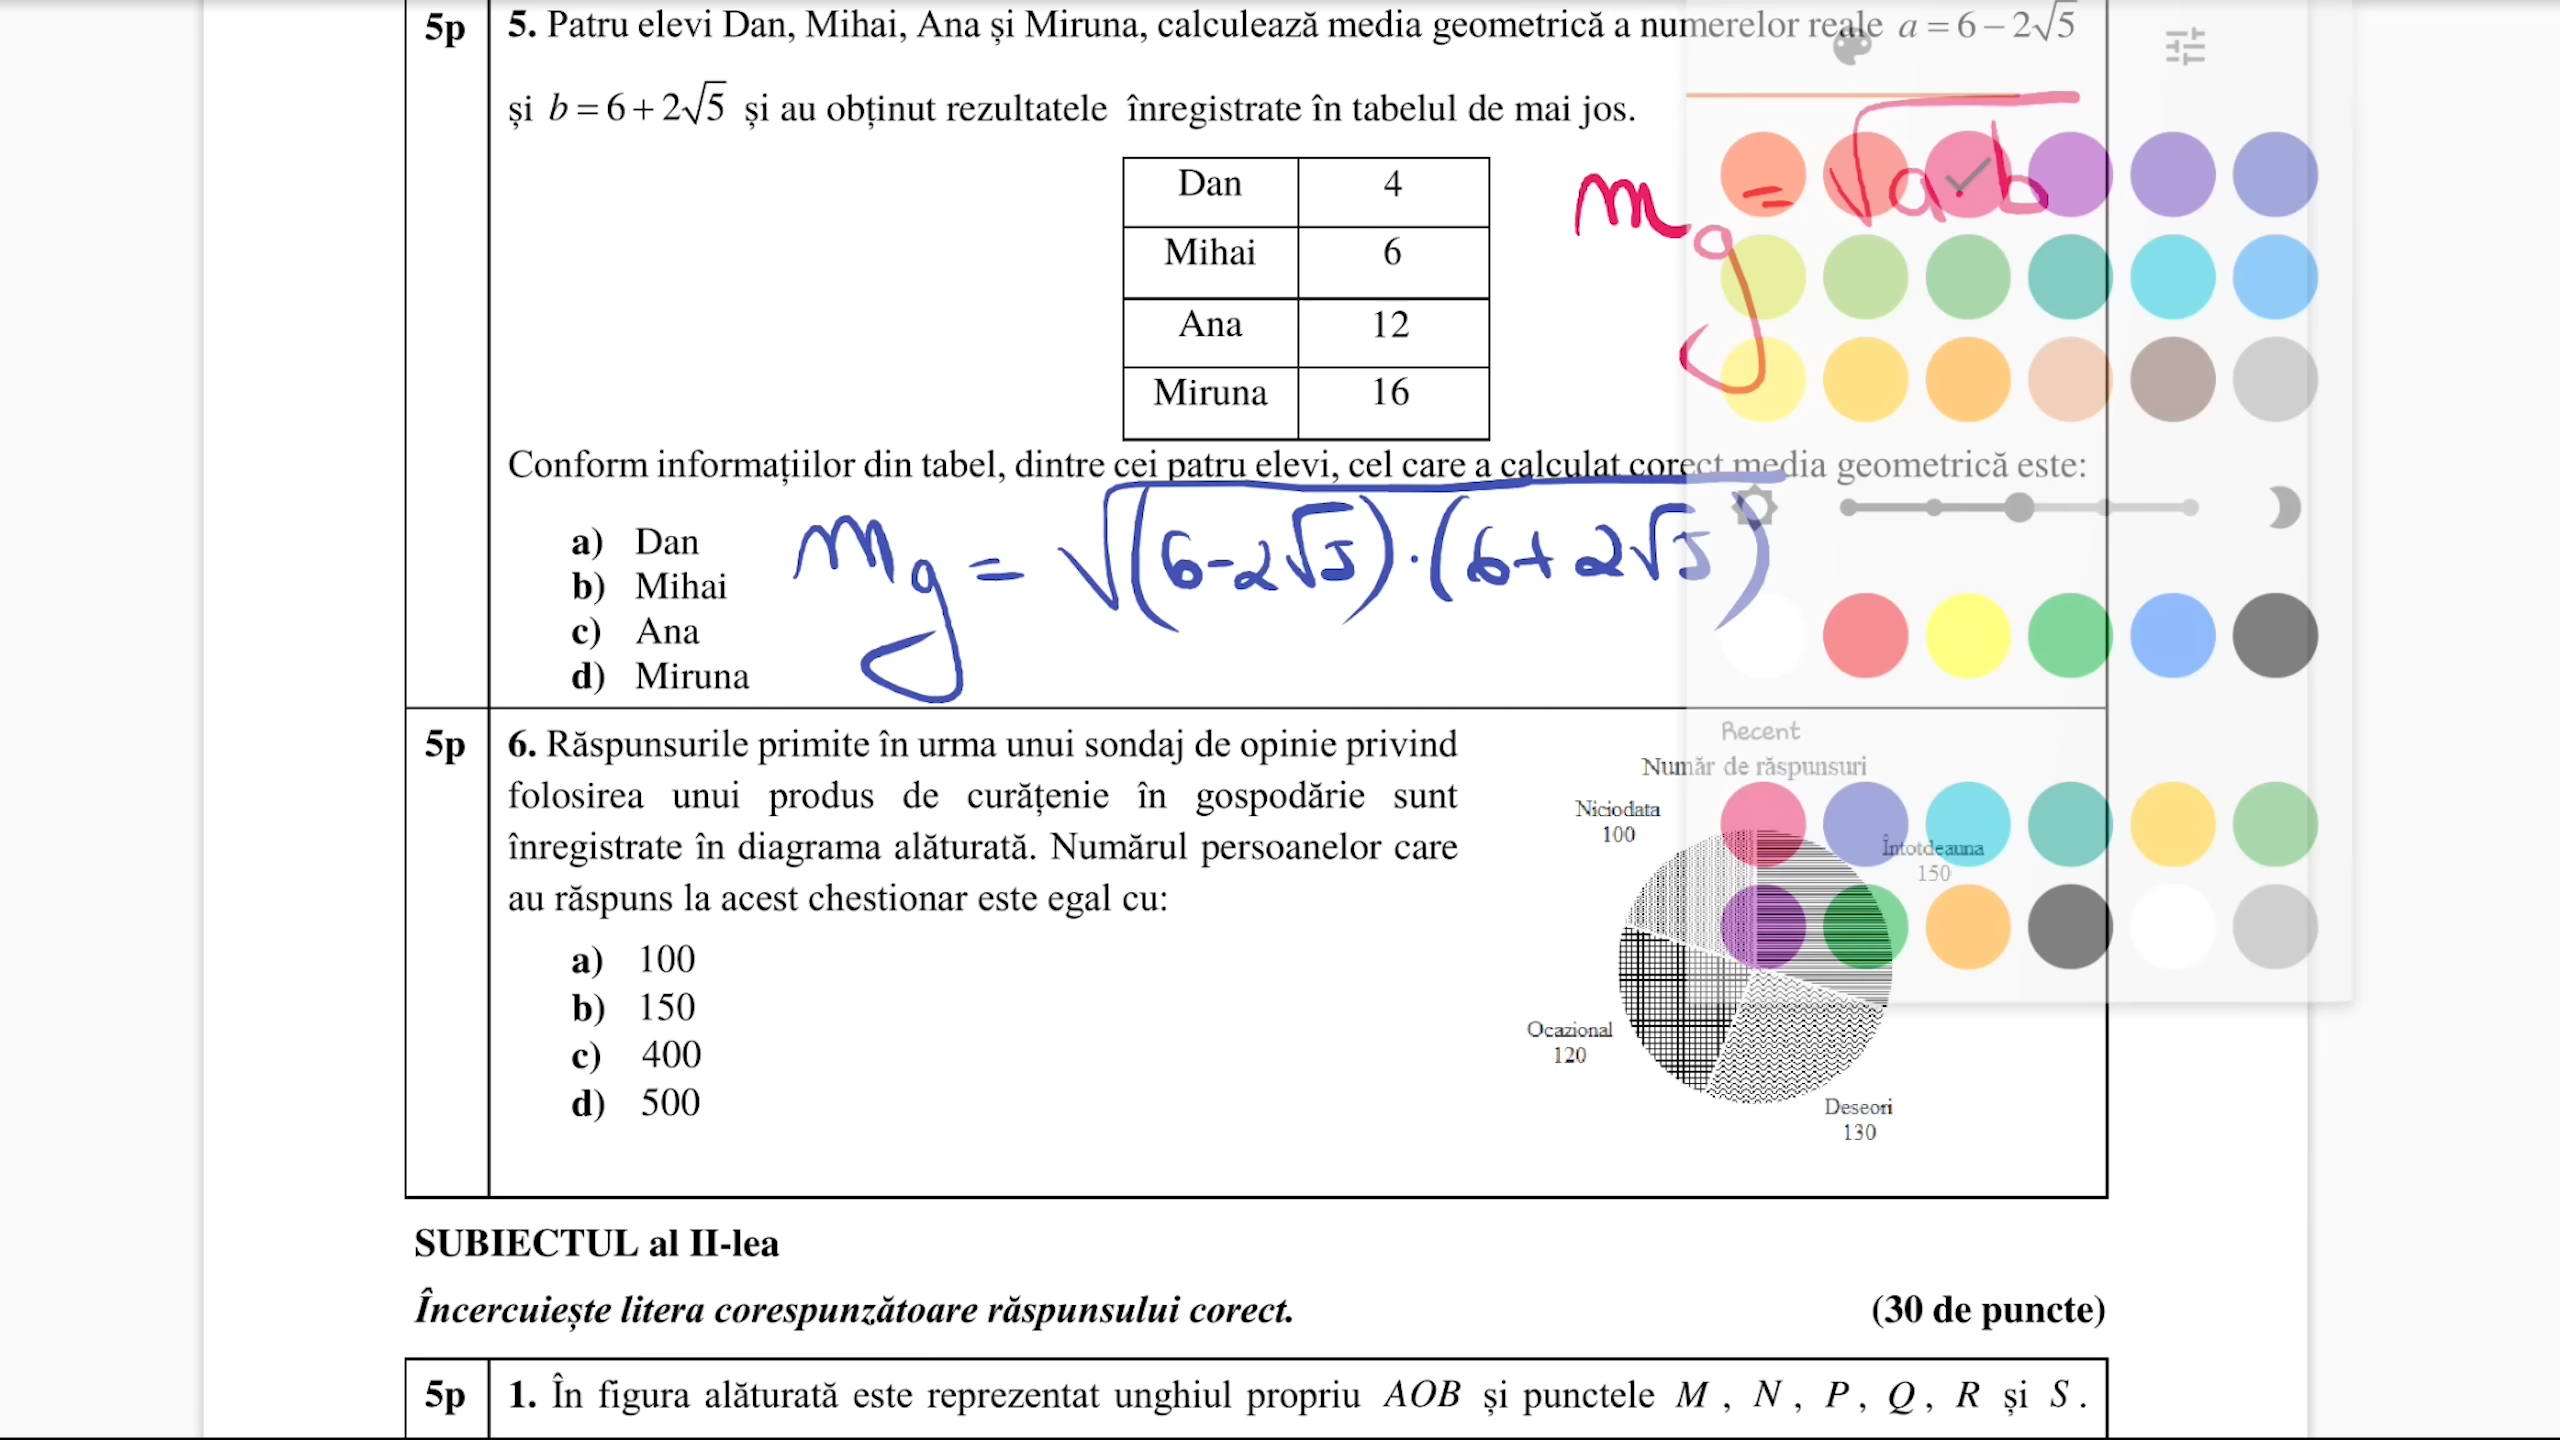 5p 5. Patru elevi Dan, Mihai, Ana și Miruna, calculează media geometrică a numerelor reale a = 6 − 2√5
și b = 6 + 2√5 și au obținut rezultatele înregistrate în tabelul de mai jos.
Dan 4
Mihai 6
Ana 12
Miruna 16
m_g = √a·b
Conform informațiilor din tabel, dintre cei patru elevi, cel care a calculat corect media geometrică este:
a) Dan
b) Mihai
c) Ana
d) Miruna
m_g = √(6-2√5)·(6+2√5)
5p 6. Răspunsurile primite în urma unui sondaj de opinie privind
folosirea unui produs de curățenie în gospodărie sunt
înregistrate în diagrama alăturată. Numărul persoanelor care
au răspuns la acest chestionar este egal cu:
a) 100
b) 150
c) 400
d) 500
Recent
Număr de răspunsuri
Niciodata
100
Întotdeauna
150
Ocazional
120
Deseori
130
SUBIECTUL al II-lea
Încercuiește litera corespunzătoare răspunsului corect. (30 de puncte)
5p 1. În figura alăturată este reprezentat unghiul propriu AOB și punctele M , N , P , Q , R și S .